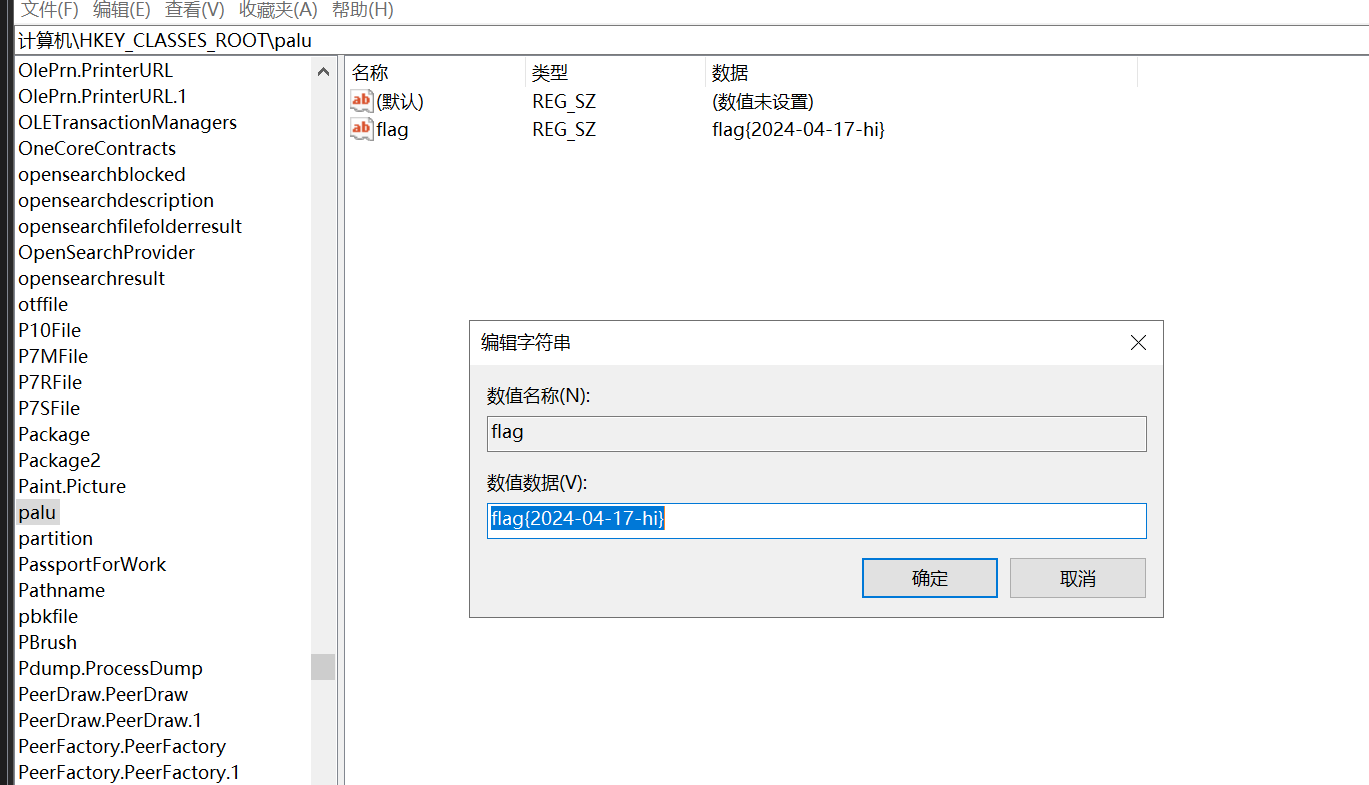 文件(F) 编辑(E) 查看(V) 收藏夹(A) 帮助(H)
计算机\HKEY_CLASSES_ROOT\palu
OlePrn.PrinterURL
OlePrn.PrinterURL.1
OLETransactionManagers
OneCoreContracts
opensearchblocked
opensearchdescription
opensearchfilefolderresult
OpenSearchProvider
opensearchresult
otffile
P10File
P7MFile
P7RFile
P7SFile
Package
Package2
Paint.Picture
palu
partition
PassportForWork
Pathname
pbkfile
PBrush
Pdump.ProcessDump
PeerDraw.PeerDraw
PeerDraw.PeerDraw.1
PeerFactory.PeerFactory
PeerFactory.PeerFactory.1
名称 类型 数据
ab (默认) REG_SZ (数值未设置)
ab flag REG_SZ flag{2024-04-17-hi}
编辑字符串
数值名称(N):
flag
数值数据(V):
flag{2024-04-17-hi}
确定 取消